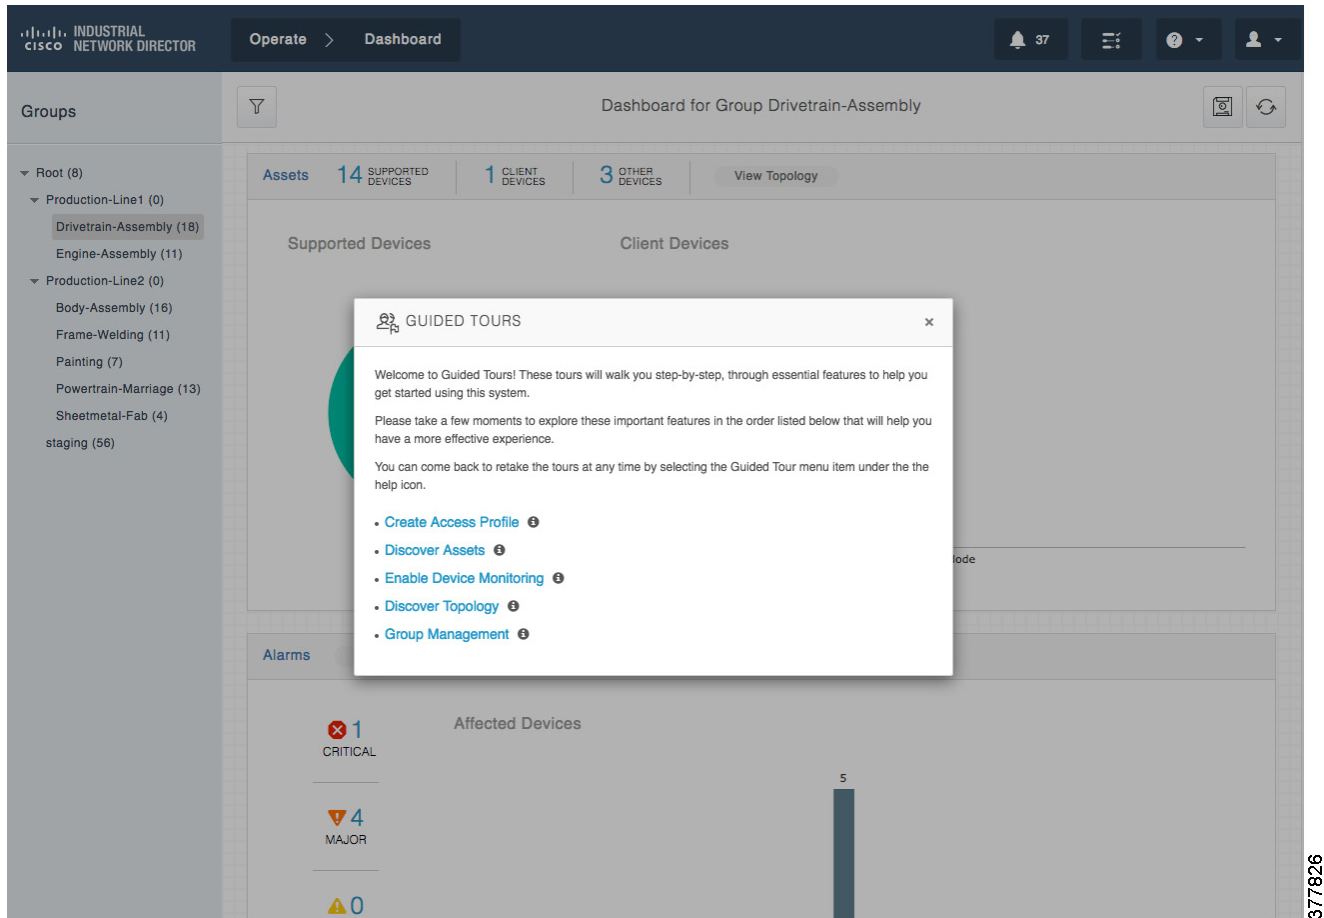 INDUSTRIAL
CISCO NETWORK DIRECTOR
Operate > Dashboard
37
Groups
Dashboard for Group Drivetrain-Assembly
Root (8)
Production-Line1 (0)
Drivetrain-Assembly (18)
Engine-Assembly (11)
Production-Line2 (0)
Body-Assembly (16)
Frame-Welding (11)
Painting (7)
Powertrain-Marriage (13)
Sheetmetal-Fab (4)
staging (56)
Assets 14 SUPPORTED DEVICES 1 CLIENT DEVICES 3 OTHER DEVICES View Topology
Supported Devices Client Devices
GUIDED TOURS ×
Welcome to Guided Tours! These tours will walk you step-by-step, through essential features to help you
get started using this system.
Please take a few moments to explore these important features in the order listed below that will help you
have a more effective experience.
You can come back to retake the tours at any time by selecting the Guided Tour menu item under the the
help icon.
• Create Access Profile
• Discover Assets
• Enable Device Monitoring
• Discover Topology
• Group Management
lode
Alarms
1
CRITICAL
Affected Devices
4
MAJOR
5
0
377826